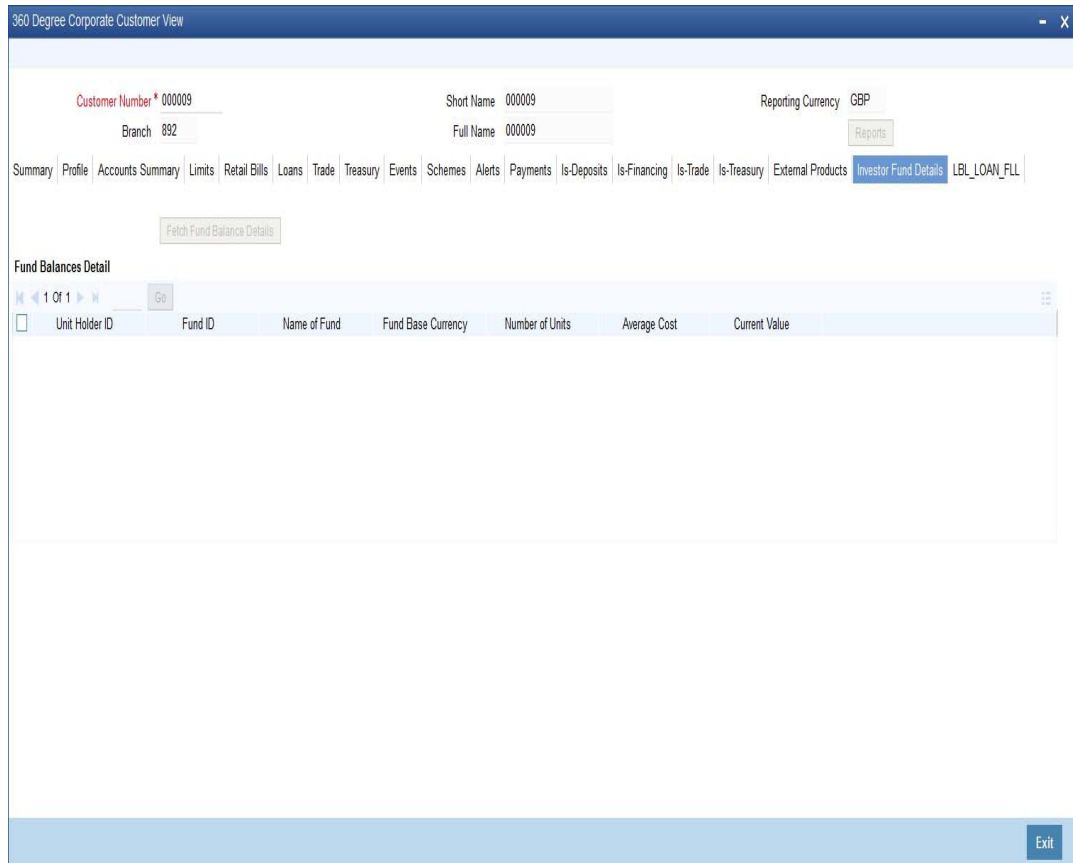 360 Degree Corporate Customer View
Customer Number * 000009 Short Name 000009 Reporting Currency GBP
Branch 892 Full Name 000009 Reports
Summary Profile Accounts Summary Limits Retail Bills Loans Trade Treasury Events Schemes Alerts Payments Is-Deposits Is-Financing Is-Trade Is-Treasury External Products Investor Fund Details LBL_LOAN_FLL
Fetch Fund Balance Details
Fund Balances Detail
1 Of 1 Go
Unit Holder ID Fund ID Name of Fund Fund Base Currency Number of Units Average Cost Current Value
Exit